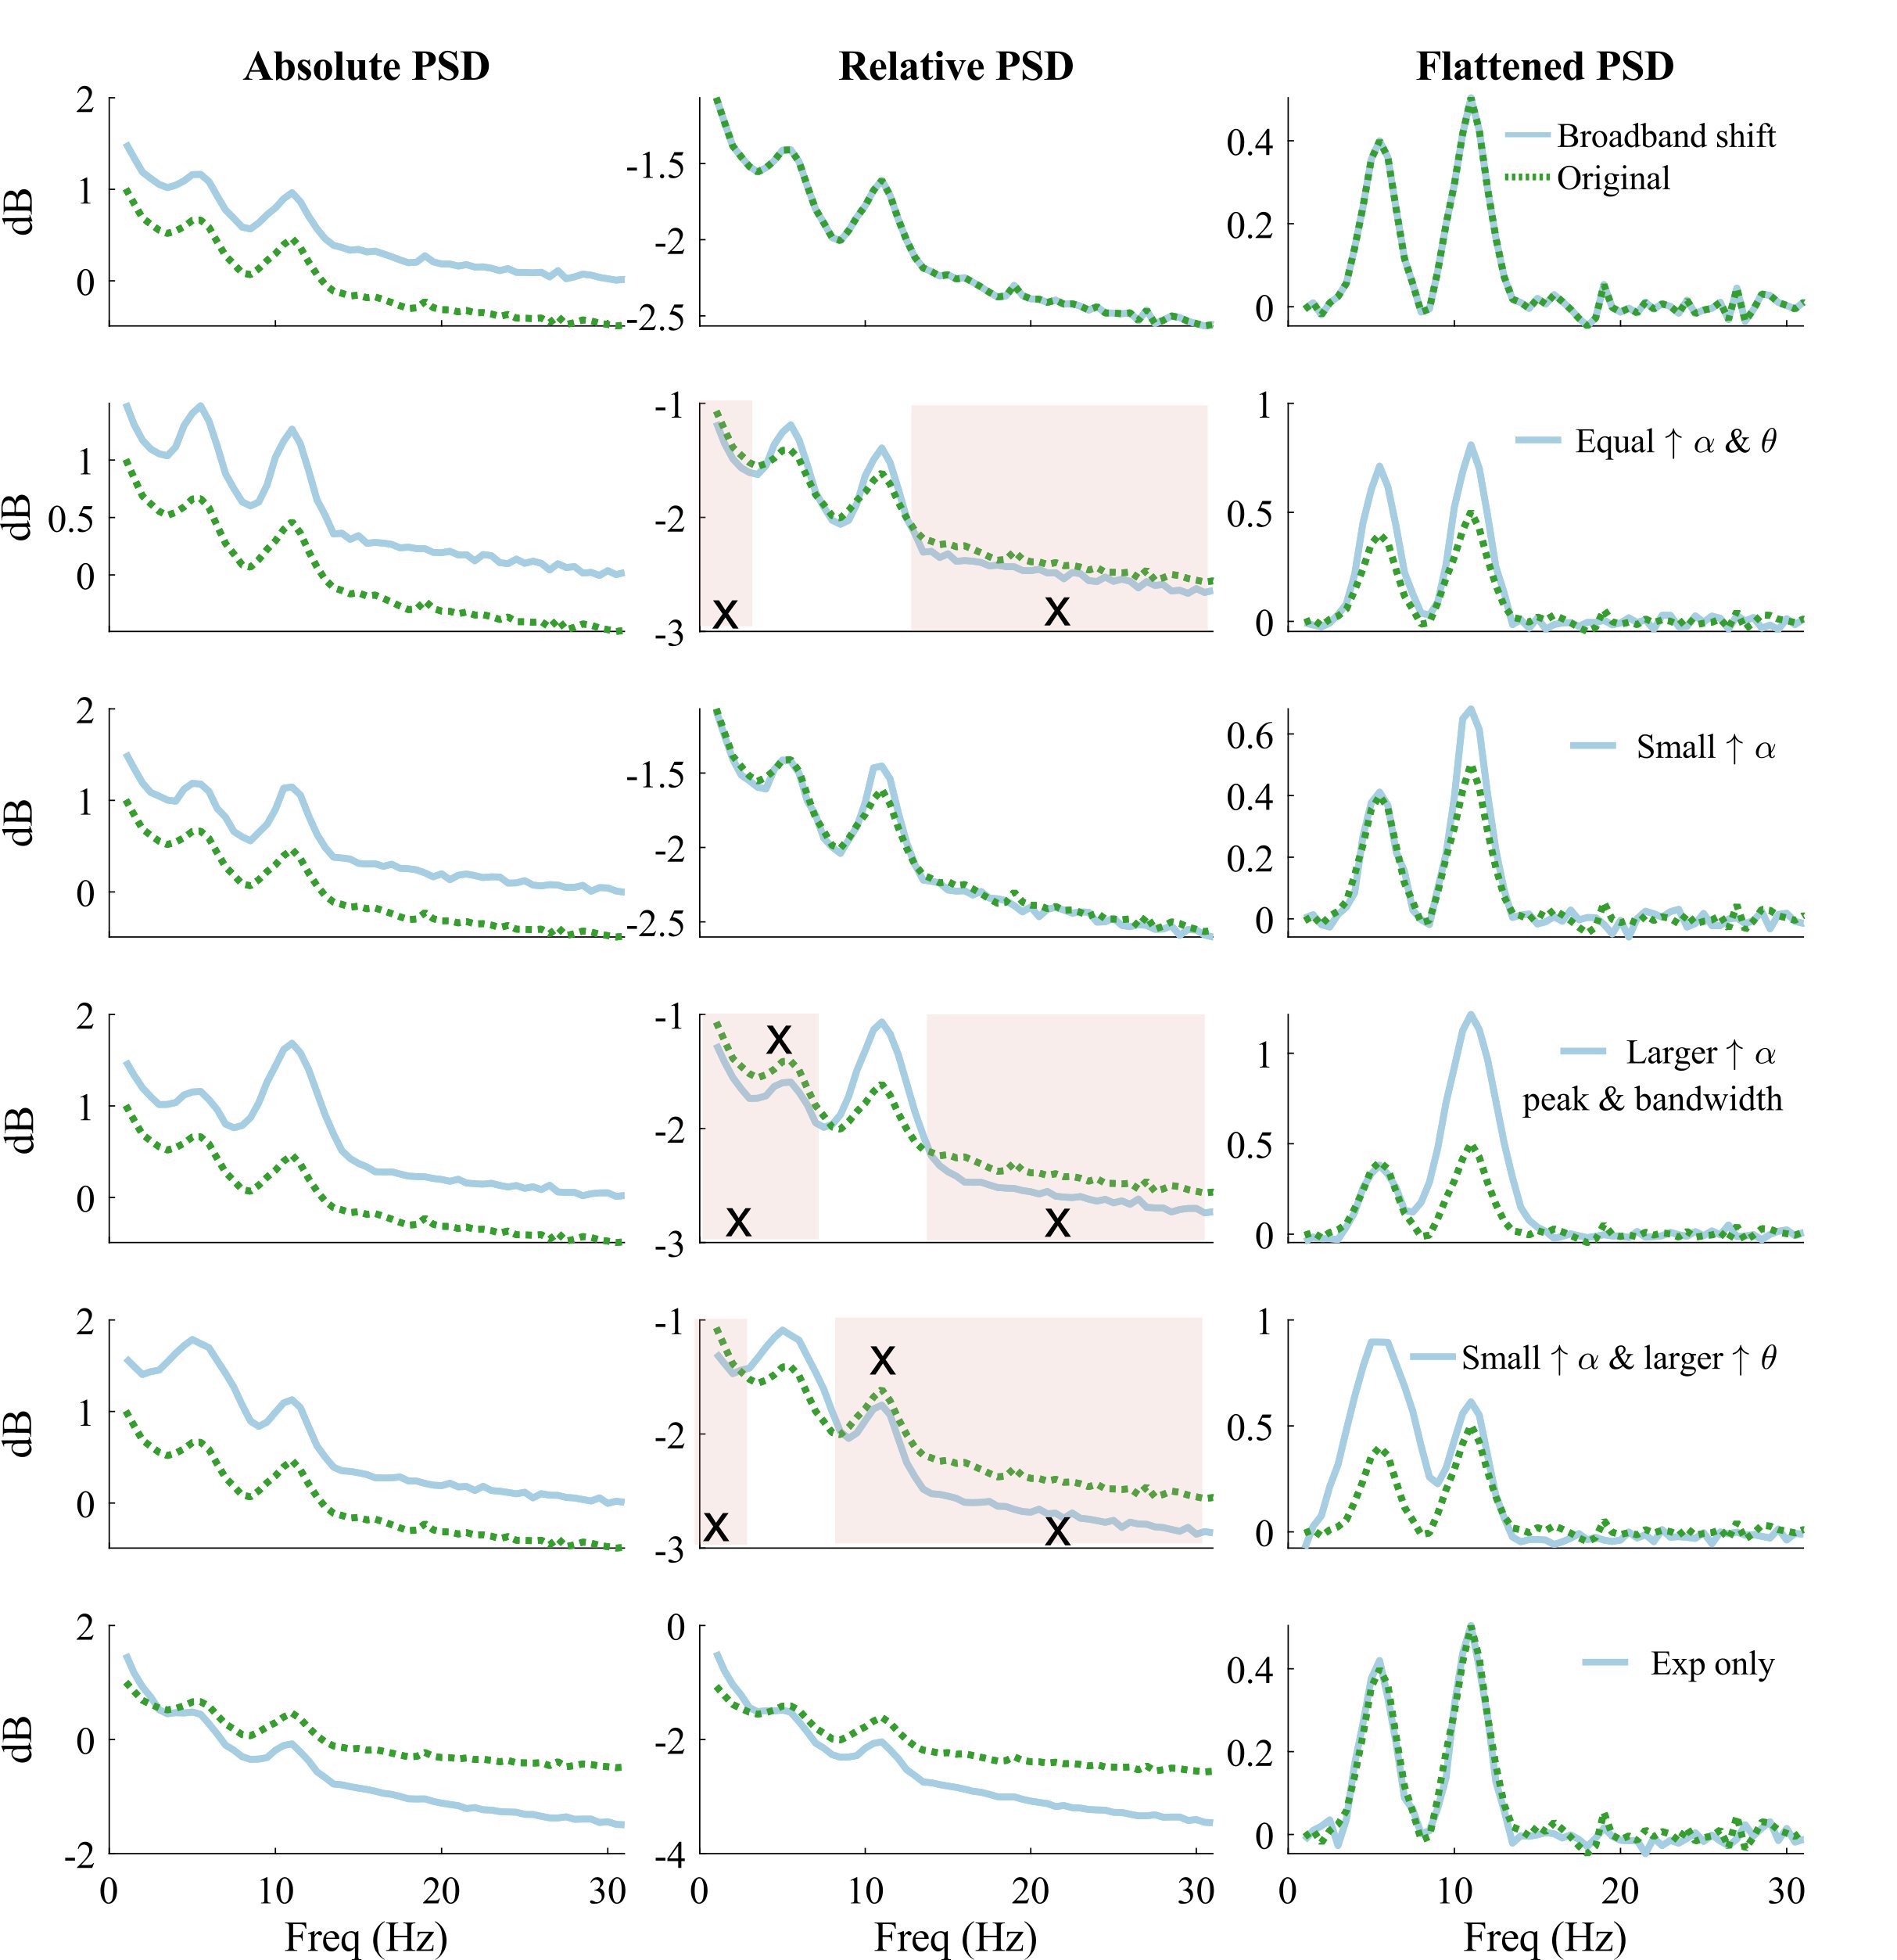 Absolute PSD Relative PSD Flattened PSD
2
1
0
dB
-1.5
-2
-2.5
0.4
0.2
0
Broadband shift
Original
1
0.5
0
dB
-1
-2
-3
X X
1
0.5
0
Equal ↑ α & θ
2
1
0
dB
-1.5
-2
-2.5
0.6
0.4
0.2
0
Small ↑ α
2
1
0
dB
-1
-2
-3
X
X X
1
0.5
0
Larger ↑ α
peak & bandwidth
2
1
0
dB
-1
-2
-3
X
X X
1
0.5
0
Small ↑ α & larger ↑ θ
2
0
-2
dB
0
-2
-4
0.4
0.2
0
Exp only
0 10 20 30 0 10 20 30 0 10 20 30
Freq (Hz) Freq (Hz) Freq (Hz)